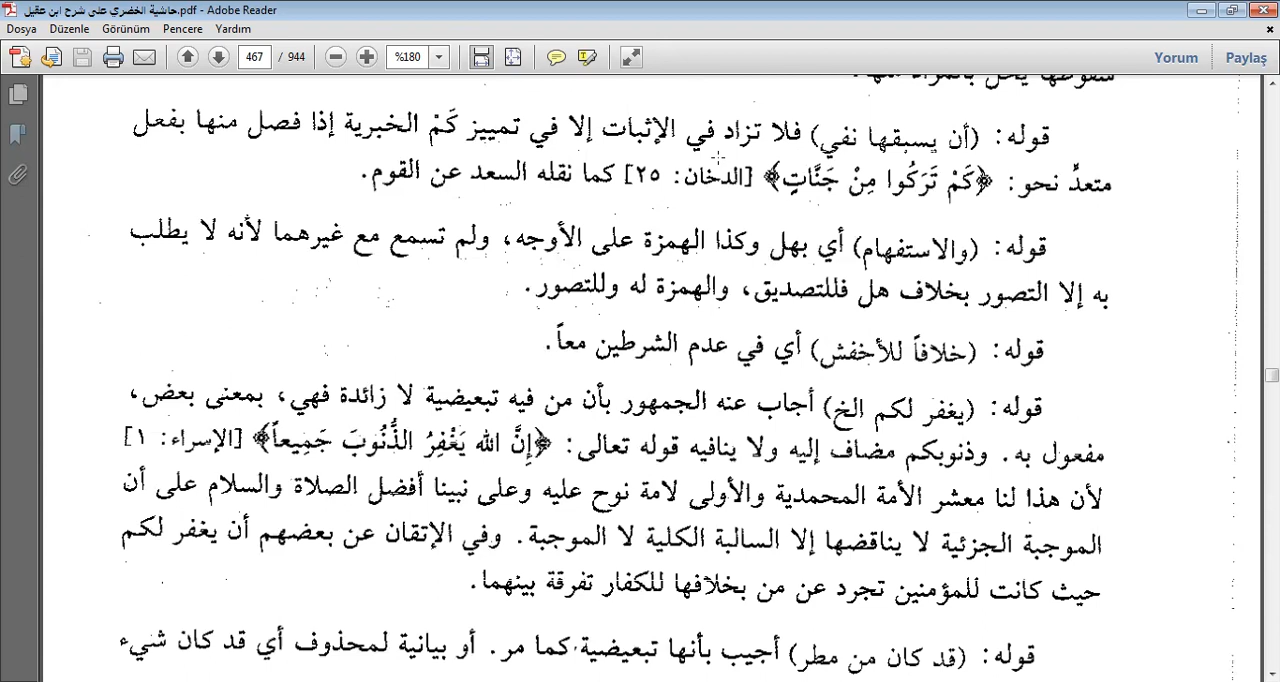 حاشية الخضري على شرح ابن عقيل.pdf - Adobe Reader
Dosya Düzenle Görünüm Pencere Yardım
467 / 944 %180 Yorum Paylaş
قوله: (أن يسبقها نفي) فلا تزاد في الإثبات إلا في تمييز كَمْ الخبرية إذا فصل منها بفعل
متعدٍّ نحو: ﴿كَمْ تَرَكُوا مِنْ جَنَّاتٍ﴾ [الدخان: ٢٥] كما نقله السعد عن القوم.
قوله: (والاستفهام) أي بهل وكذا الهمزة على الأوجه، ولم تسمع مع غيرهما لأنه لا يطلب
به إلا التصور بخلاف هل فللتصديق، والهمزة له وللتصور.
قوله: (خلافاً للأخفش) أي في عدم الشرطين معاً.
قوله: (يغفر لكم الخ) أجاب عنه الجمهور بأن من فيه تبعيضية لا زائدة فهي، بمعنى بعض،
مفعول به. وذنوبكم مضاف إليه ولا ينافيه قوله تعالى: ﴿إِنَّ الله يَغْفِرُ الذُّنُوبَ جَمِيعاً﴾ [الإسراء: ١]
لأن هذا لنا معشر الأمة المحمدية والأولى لامة نوح عليه وعلى نبينا أفضل الصلاة والسلام على أن
الموجبة الجزئية لا يناقضها إلا السالبة الكلية لا الموجبة. وفي الإتقان عن بعضهم أن يغفر لكم
حيث كانت للمؤمنين تجرد عن من بخلافها للكفار تفرقة بينهما.
قوله: (قد كان من مطر) أجيب بأنها تبعيضية كما مر. أو بيانية لمحذوف أي قد كان شيء